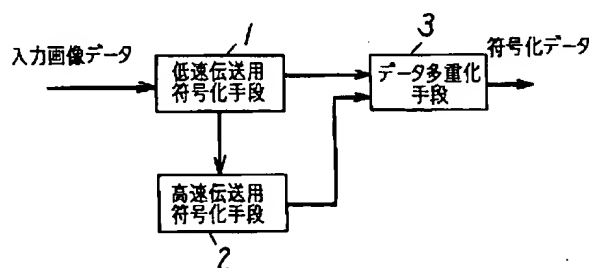 入力画像データ
1
低速伝送用
符号化手段
3
データ多重化
手段
符号化データ
高速伝送用
符号化手段
2